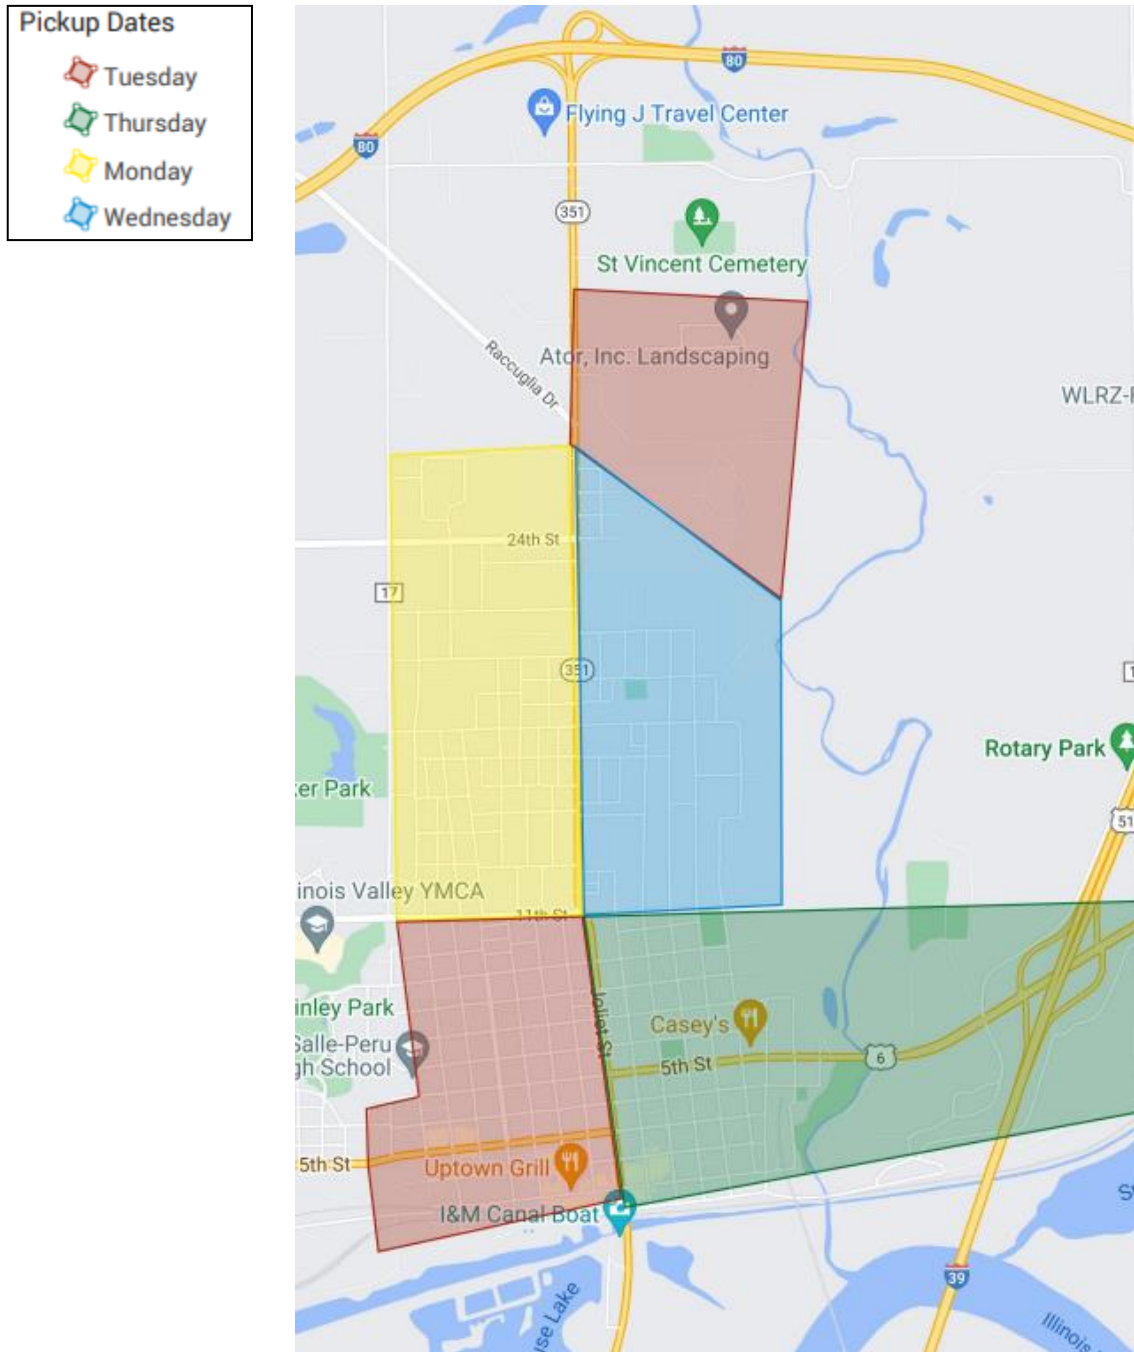 Pickup Dates
Tuesday
Thursday
Monday
Wednesday
80
Flying J Travel Center
80
351
St Vincent Cemetery
Ator, Inc. Landscaping
Raccuglia Dr
24th St
17
351
Rotary Park
51
ker Park
inois Valley YMCA
11th St
inley Park
Salle-Peru
gh School
Joliet St
Casey's
5th St
6
5th St
Uptown Grill
I&M Canal Boat
39
use Lake
Illinois